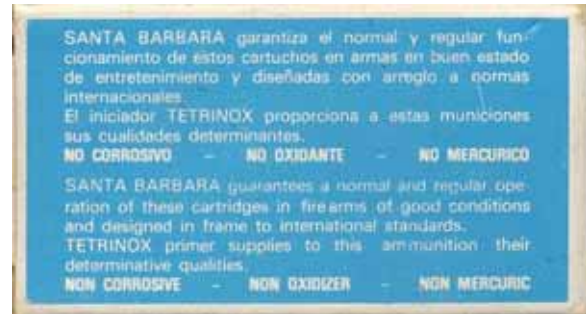 SANTA BARBARA garantiza el normal y regular fun-
cionamiento de estos cartuchos en armas en buen estado
de entretenimiento y diseñadas con arreglo a normas
internacionales.
El iniciador TETRINOX proporciona a estas municiones
sus cualidades determinantes.
NO CORROSIVO - NO OXIDANTE - NO MERCURICO
SANTA BARBARA guarantees a normal and regular ope-
ration of these cartridges in firearms of good conditions
and designed in frame to international standards.
TETRINOX primer supplies to this ammunition their
determinative qualities.
NON CORROSIVE - NON OXIDIZER - NON MERCURIC